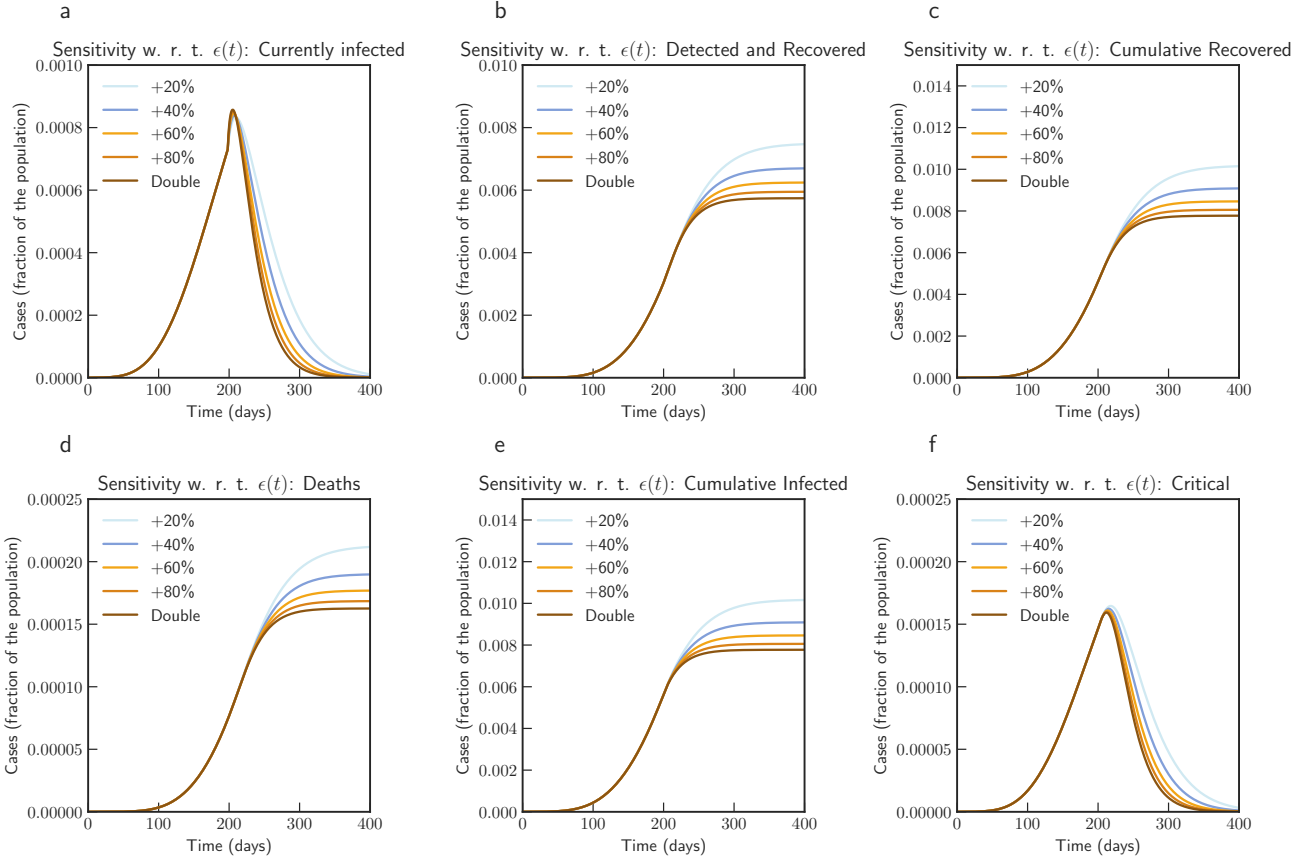 a
Sensitivity w. r. t. ϵ(t): Currently infected
Cases (fraction of the population)
0.0010
0.0008
0.0006
0.0004
0.0002
0.0000
+20%
+40%
+60%
+80%
Double
0 100 200 300 400
Time (days)
b
Sensitivity w. r. t. ϵ(t): Detected and Recovered
Cases (fraction of the population)
0.010
0.008
0.006
0.004
0.002
0.000
+20%
+40%
+60%
+80%
Double
0 100 200 300 400
Time (days)
c
Sensitivity w. r. t. ϵ(t): Cumulative Recovered
Cases (fraction of the population)
0.014
0.012
0.010
0.008
0.006
0.004
0.002
0.000
+20%
+40%
+60%
+80%
Double
0 100 200 300 400
Time (days)
d
Sensitivity w. r. t. ϵ(t): Deaths
Cases (fraction of the population)
0.00025
0.00020
0.00015
0.00010
0.00005
0.00000
+20%
+40%
+60%
+80%
Double
0 100 200 300 400
Time (days)
e
Sensitivity w. r. t. ϵ(t): Cumulative Infected
Cases (fraction of the population)
0.014
0.012
0.010
0.008
0.006
0.004
0.002
0.000
+20%
+40%
+60%
+80%
Double
0 100 200 300 400
Time (days)
f
Sensitivity w. r. t. ϵ(t): Critical
Cases (fraction of the population)
0.00025
0.00020
0.00015
0.00010
0.00005
0.00000
+20%
+40%
+60%
+80%
Double
0 100 200 300 400
Time (days)